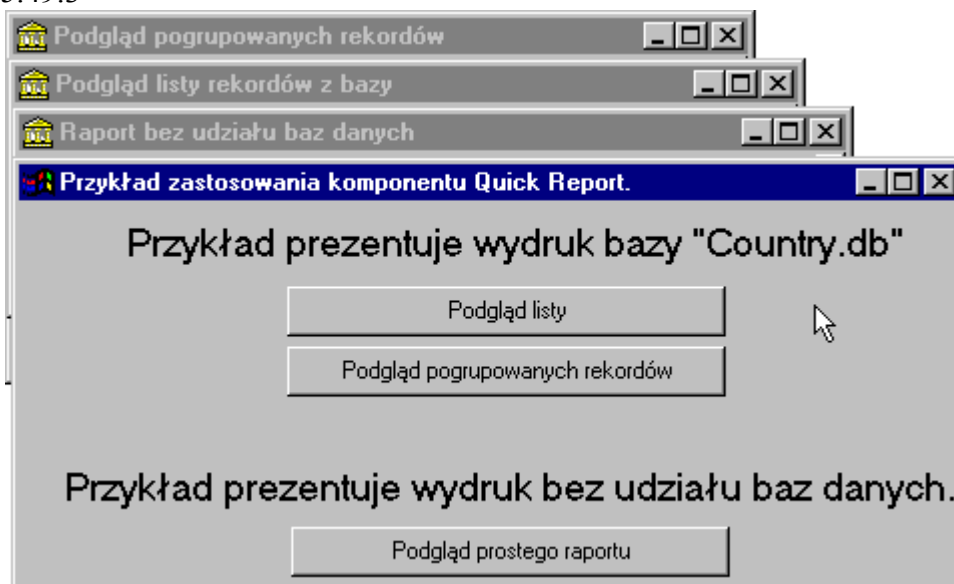 Podgląd pogrupowanych rekordów
Podgląd listy rekordów z bazy
Raport bez udziału baz danych
Przykład zastosowania komponentu Quick Report.
Przykład prezentuje wydruk bazy "Country.db"
Podgląd listy
Podgląd pogrupowanych rekordów
Przykład prezentuje wydruk bez udziału baz danych.
Podgląd prostego raportu